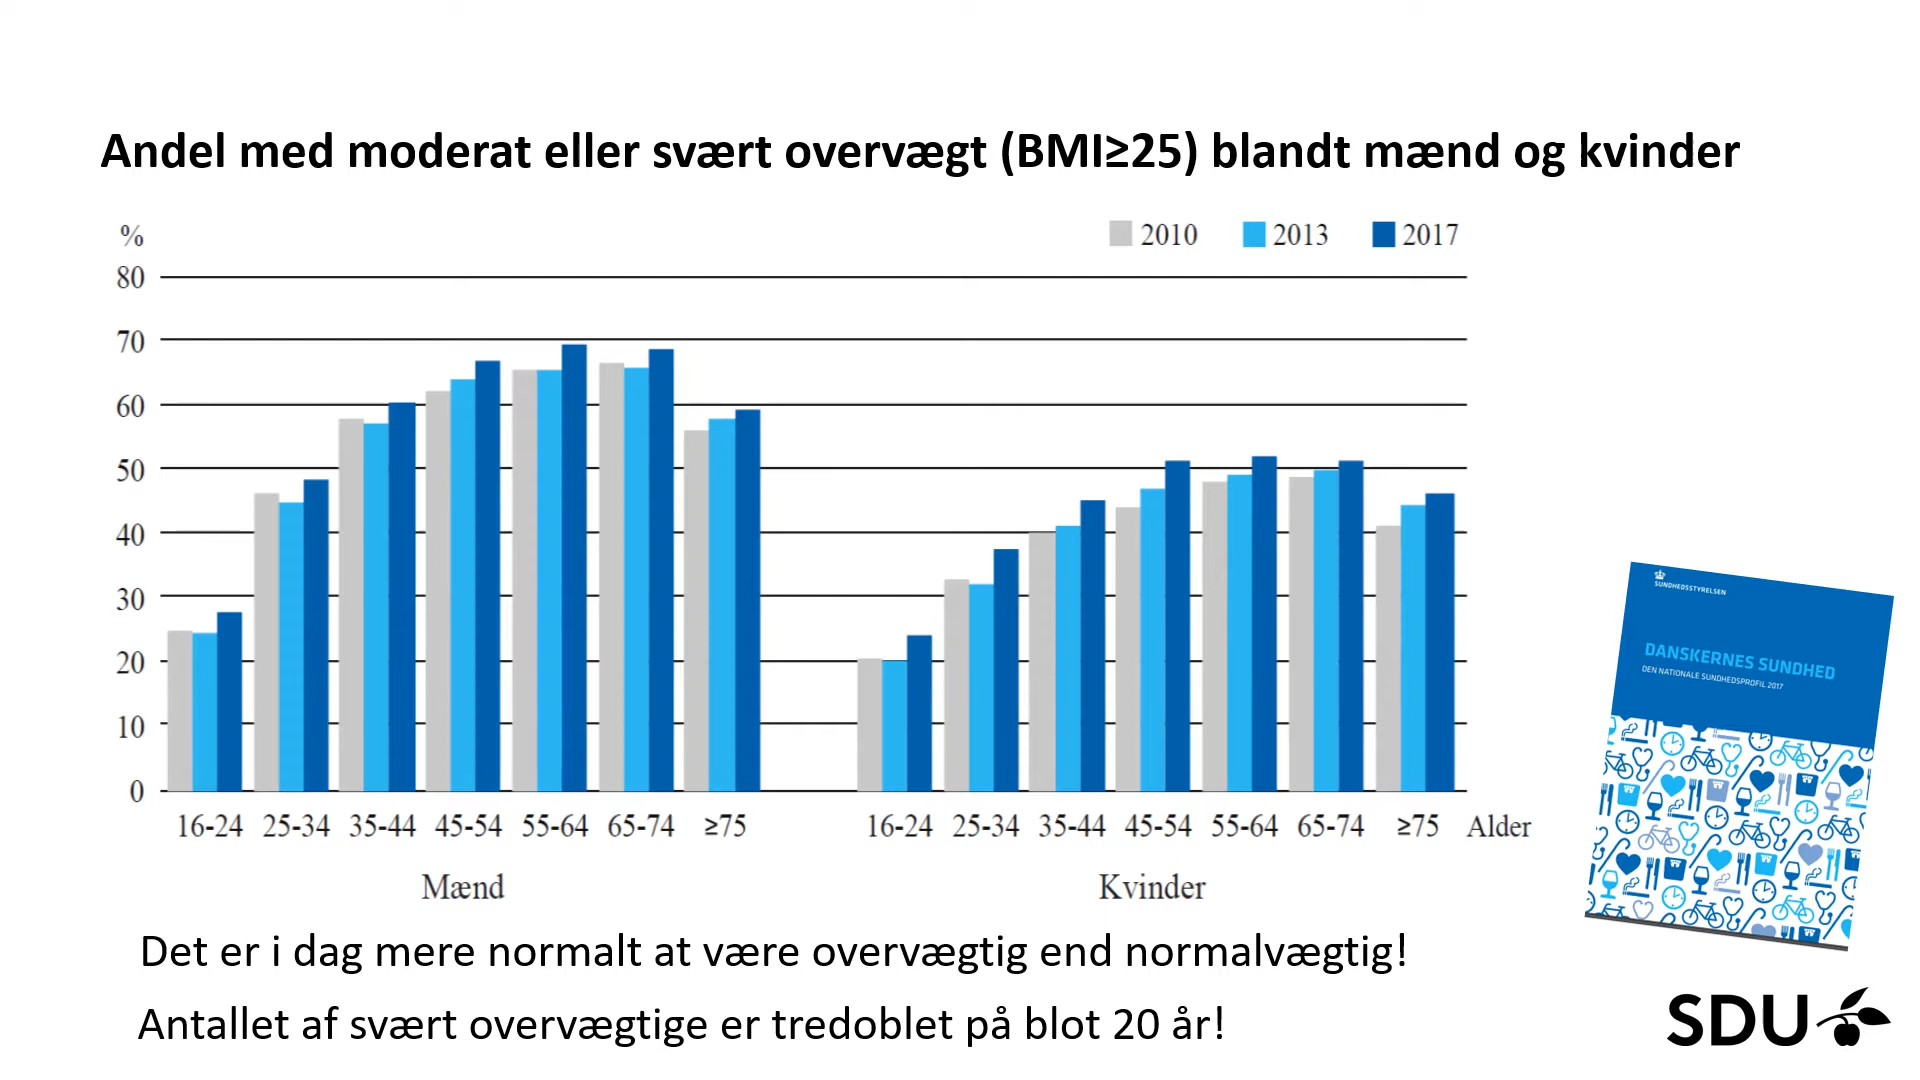 Andel med moderat eller svært overvægt (BMI≥25) blandt mænd og kvinder
%
2010 2013 2017
80
70
60
50
40
30
20
10
0
16-24 25-34 35-44 45-54 55-64 65-74 ≥75 16-24 25-34 35-44 45-54 55-64 65-74 ≥75 Alder
Mænd Kvinder
SUNDHEDSSTYRELSEN
DANSKERNES SUNDHED
DEN NATIONALE SUNDHEDSPROFIL 2017
Det er i dag mere normalt at være overvægtig end normalvægtig!
Antallet af svært overvægtige er tredoblet på blot 20 år!
SDU